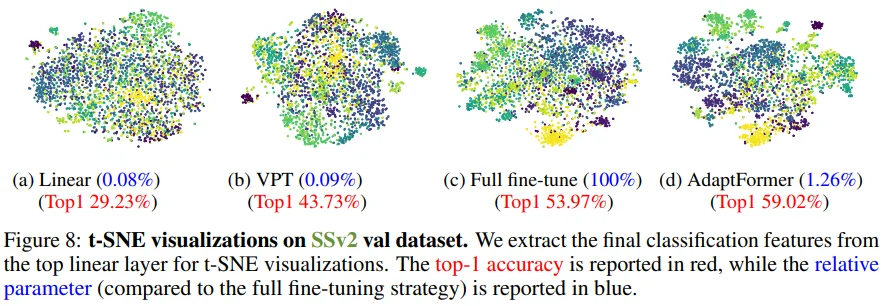 (a) Linear (0.08%)
(Top1 29.23%)
(b) VPT (0.09%)
(Top1 43.73%)
(c) Full fine-tune (100%)
(Top1 53.97%)
(d) AdaptFormer (1.26%)
(Top1 59.02%)
Figure 8: t-SNE visualizations on SSv2 val dataset. We extract the final classification features from
the top linear layer for t-SNE visualizations. The top-1 accuracy is reported in red, while the relative
parameter (compared to the full fine-tuning strategy) is reported in blue.